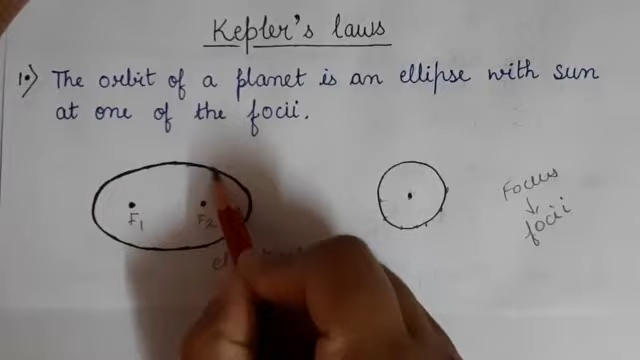 Kepler's laws
1.) The orbit of a planet is an ellipse with sun
at one of the focii.
F1
F2
Focus
↓
focii